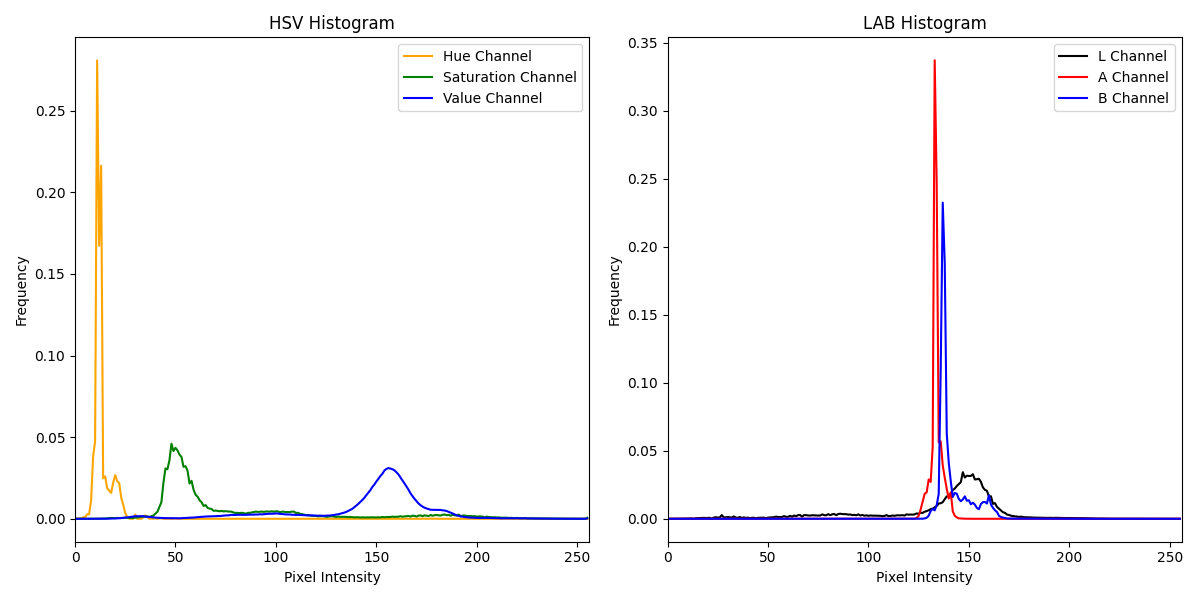 HSV Histogram
Hue Channel
Saturation Channel
Value Channel
0.25
0.20
0.15
0.10
0.05
0.00
Frequency
0
50
100
150
200
250
Pixel Intensity
LAB Histogram
L Channel
A Channel
B Channel
0.35
0.30
0.25
0.20
0.15
0.10
0.05
0.00
Frequency
0
50
100
150
200
250
Pixel Intensity